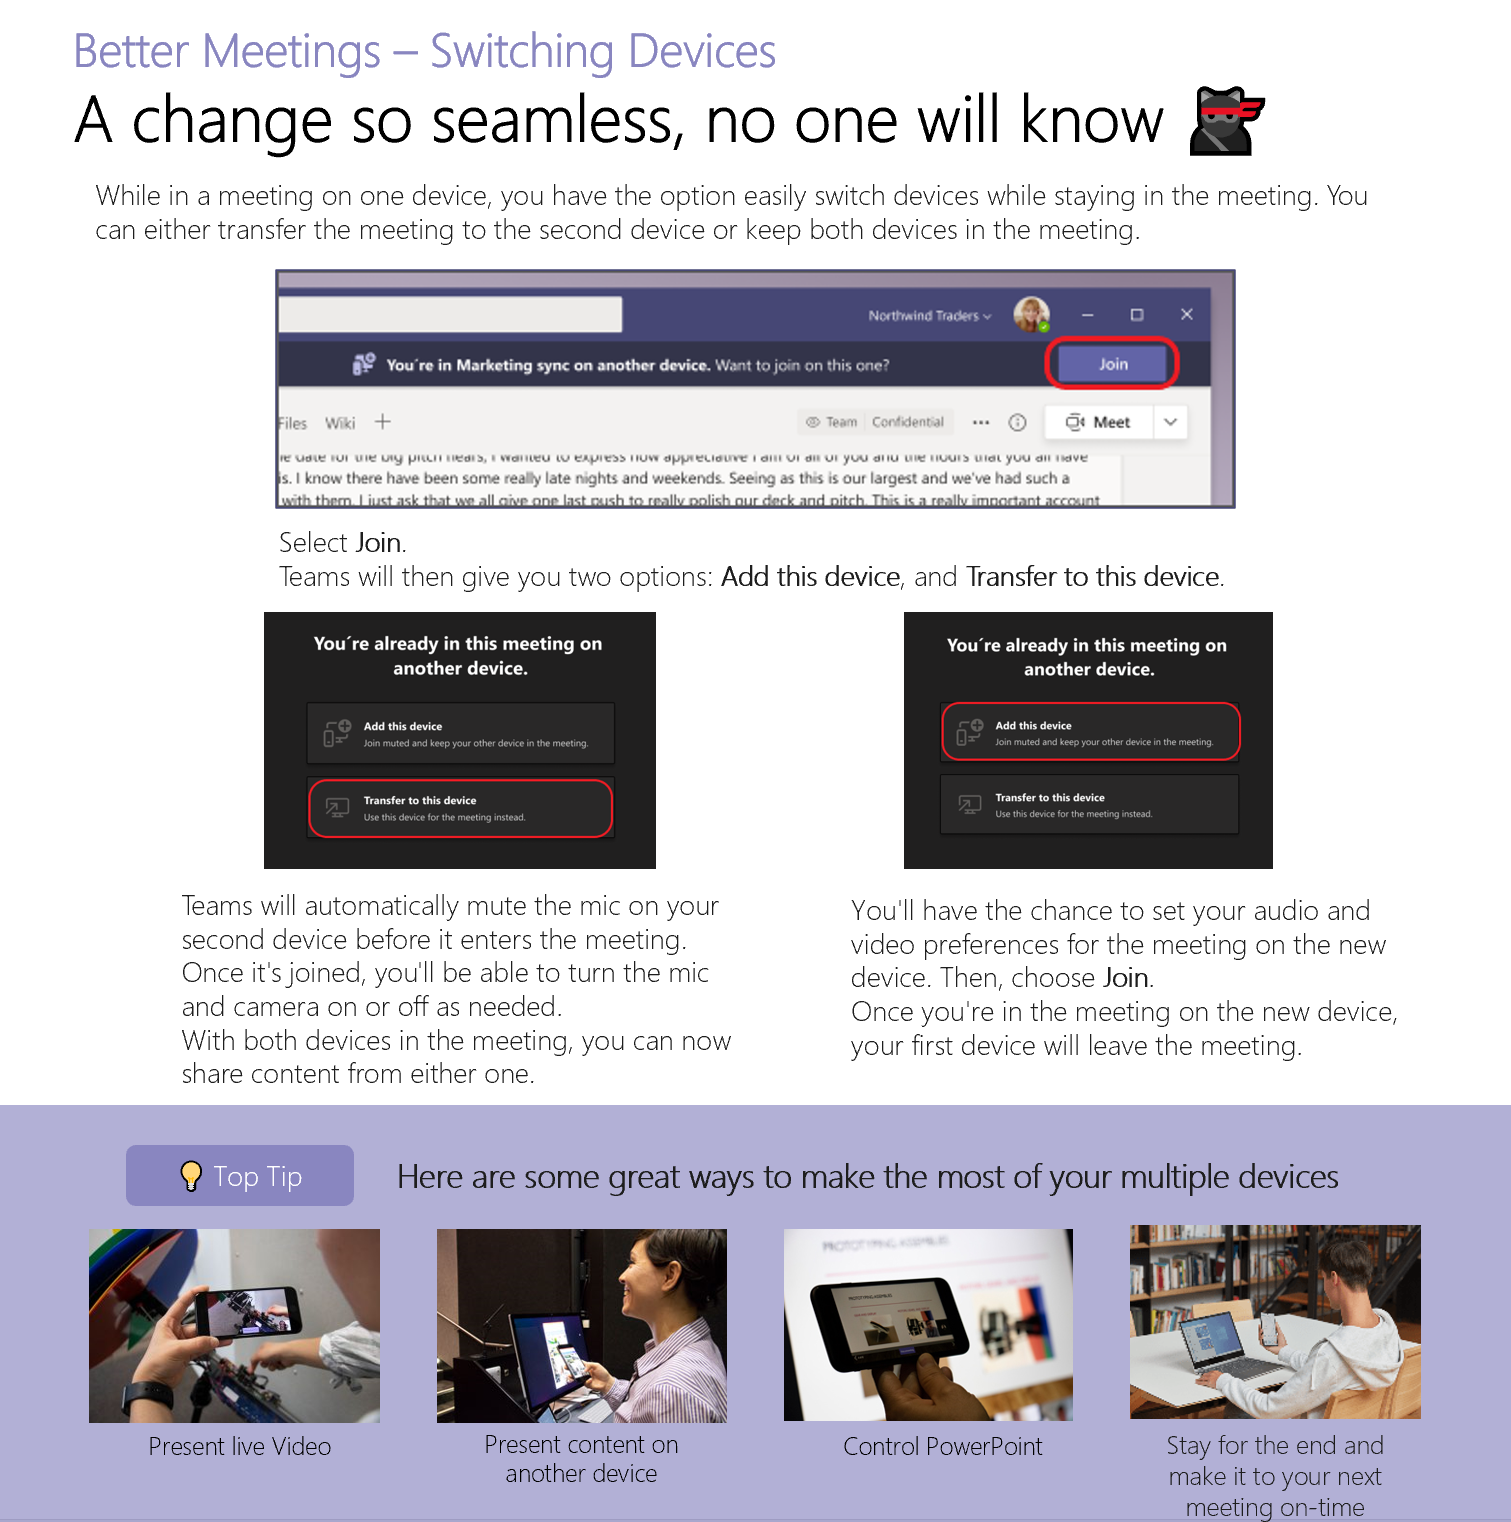 Better Meetings – Switching Devices
A change so seamless, no one will know
While in a meeting on one device, you have the option easily switch devices while staying in the meeting. You
can either transfer the meeting to the second device or keep both devices in the meeting.
Northwind Traders
You´re in Marketing sync on another device. Want to join on this one?
Join
Files Wiki
Team Confidential
Meet
e date for the big pitch nears, I wanted to express how appreciative I am of all of you and the hours that you all have
is. I know there have been some really late nights and weekends. Seeing as this is our largest and we've had such a
with them, I just ask that we all give one last push to really polish our deck and pitch. This is a really important account
Select Join.
Teams will then give you two options: Add this device, and Transfer to this device.
You´re already in this meeting on
another device.
Add this device
Join muted and keep your other device in the meeting.
Transfer to this device
Use this device for the meeting instead.
Teams will automatically mute the mic on your
second device before it enters the meeting.
Once it's joined, you'll be able to turn the mic
and camera on or off as needed.
With both devices in the meeting, you can now
share content from either one.
You´re already in this meeting on
another device.
Add this device
Join muted and keep your other device in the meeting.
Transfer to this device
Use this device for the meeting instead.
You'll have the chance to set your audio and
video preferences for the meeting on the new
device. Then, choose Join.
Once you're in the meeting on the new device,
your first device will leave the meeting.
Top Tip
Here are some great ways to make the most of your multiple devices
PROTOTYPING ASSEMBLIES
Present live Video
Present content on
another device
Control PowerPoint
Stay for the end and
make it to your next
meeting on-time